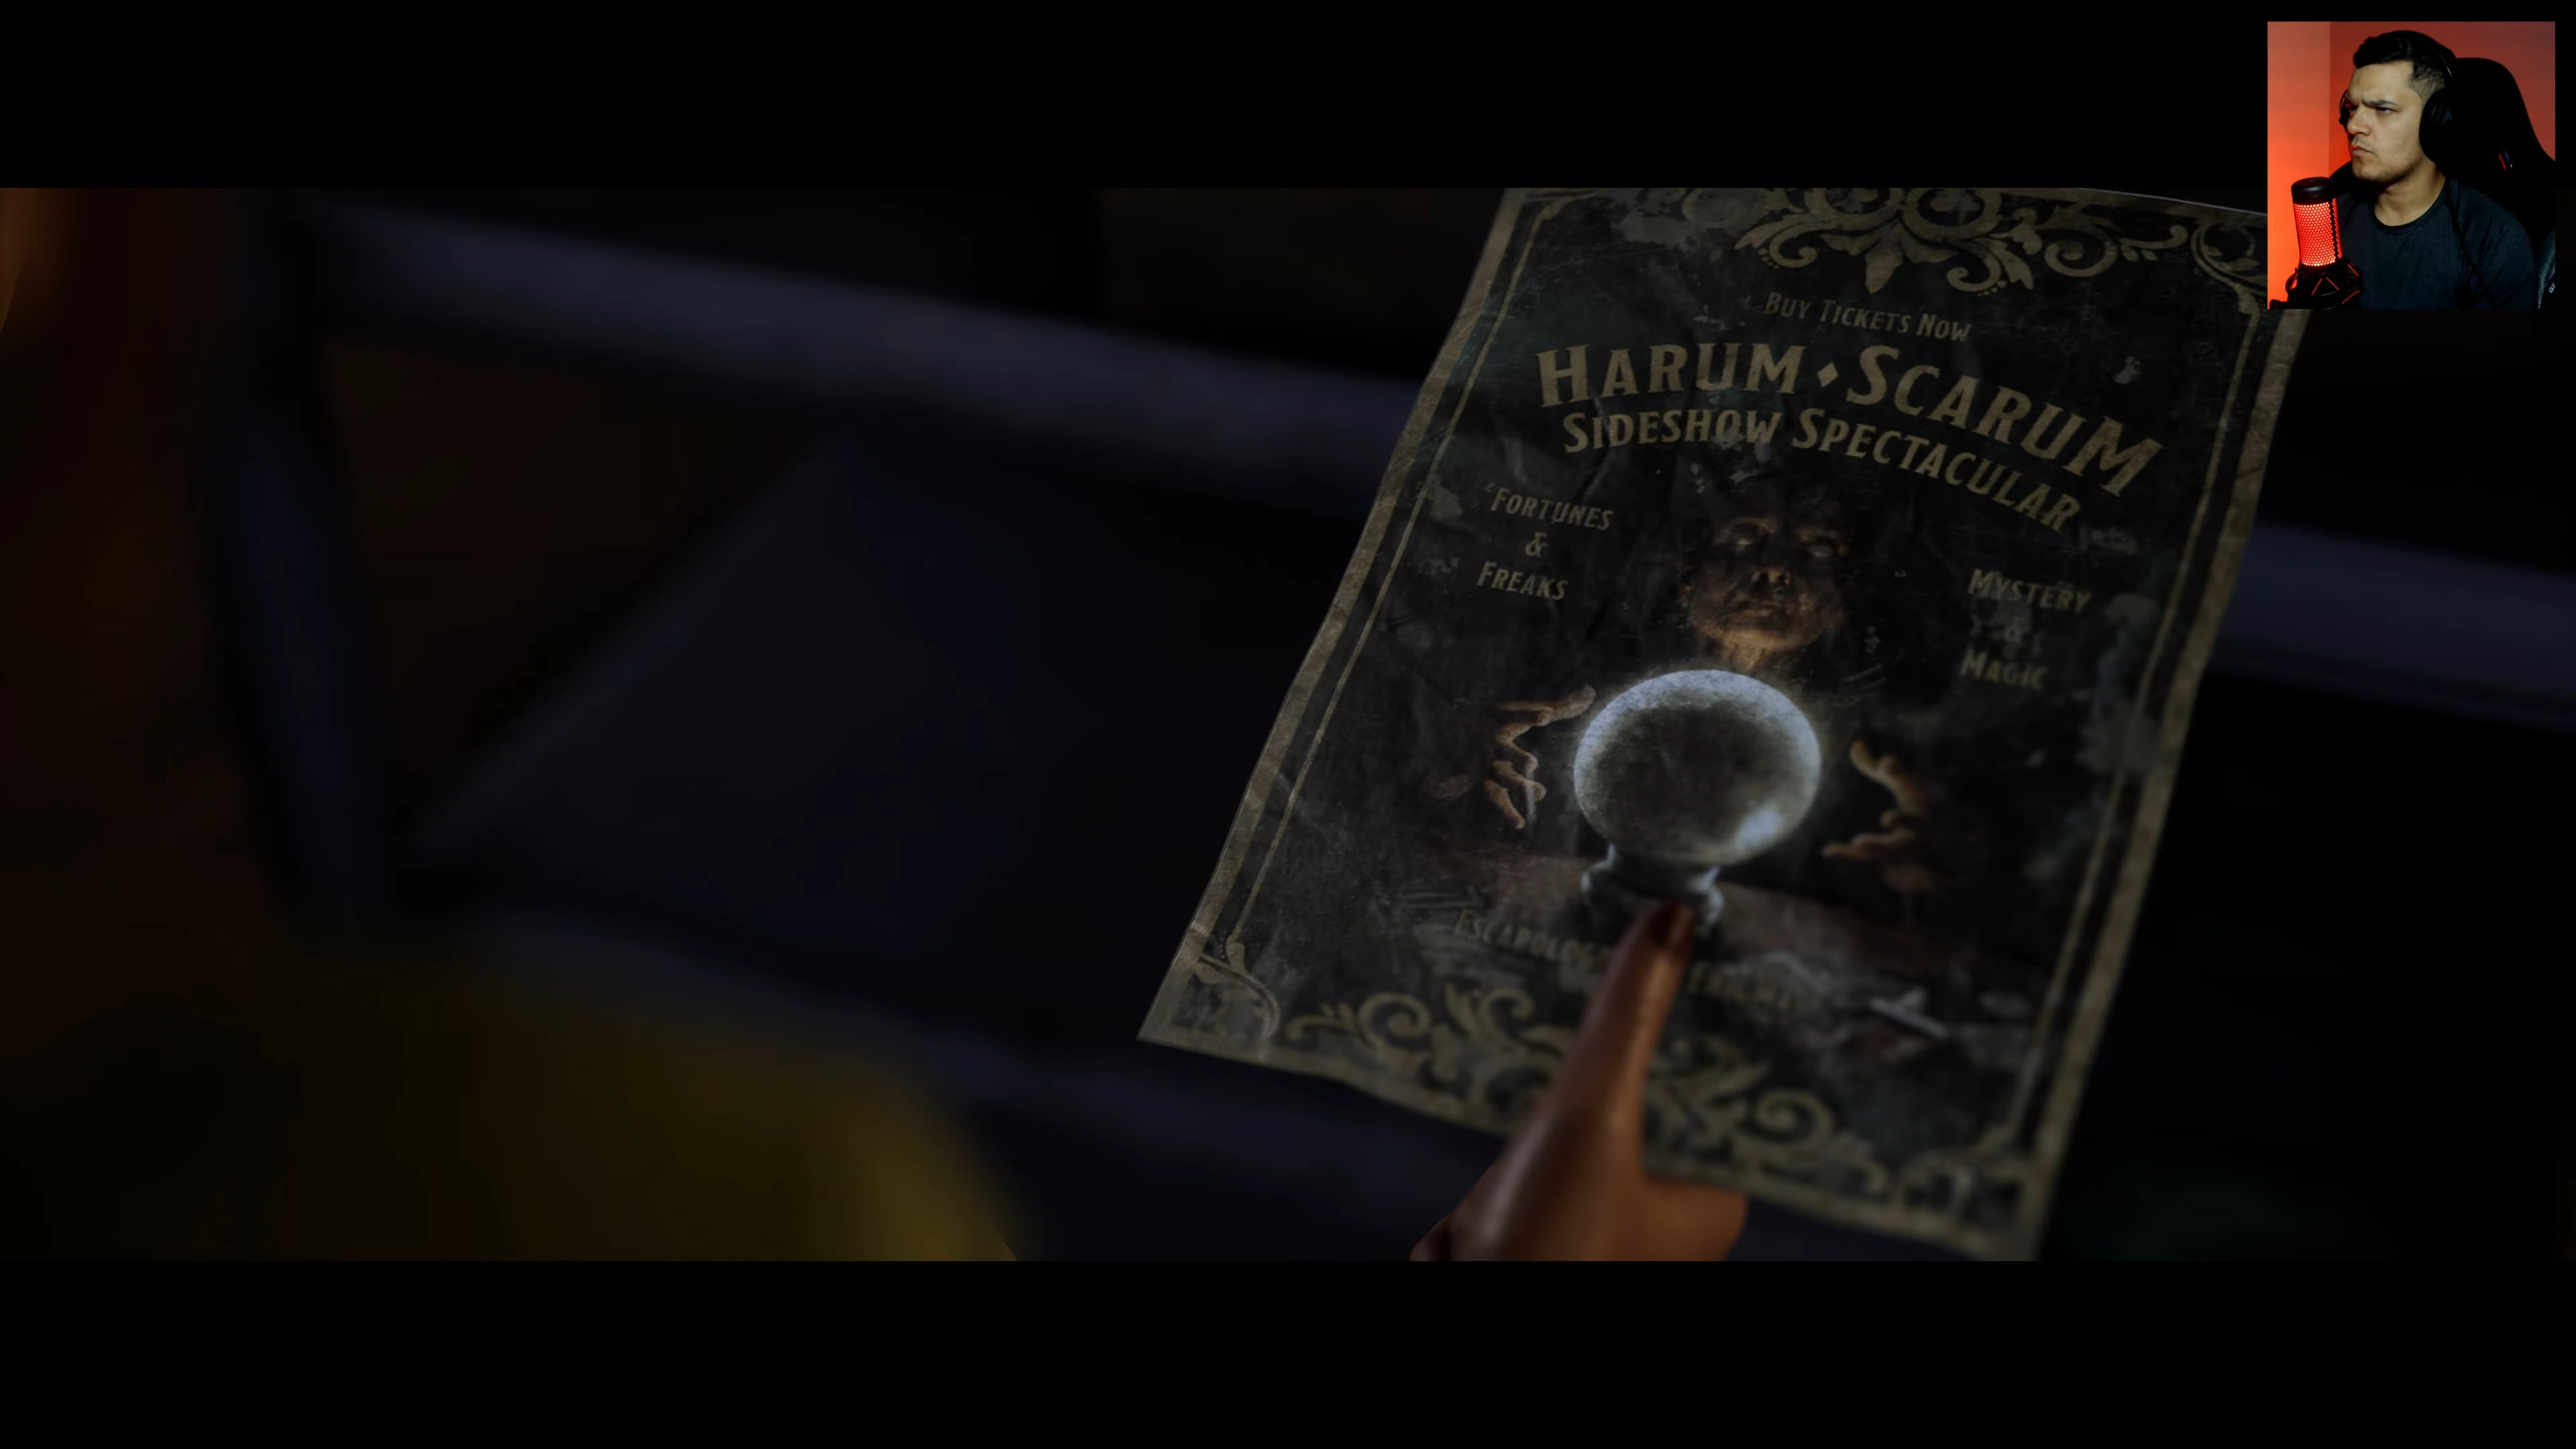 BUY TICKETS NOW
HARUM • SCARUM
SIDESHOW SPECTACULAR
FORTUNES
&
FREAKS
MYSTERY
&
MAGIC